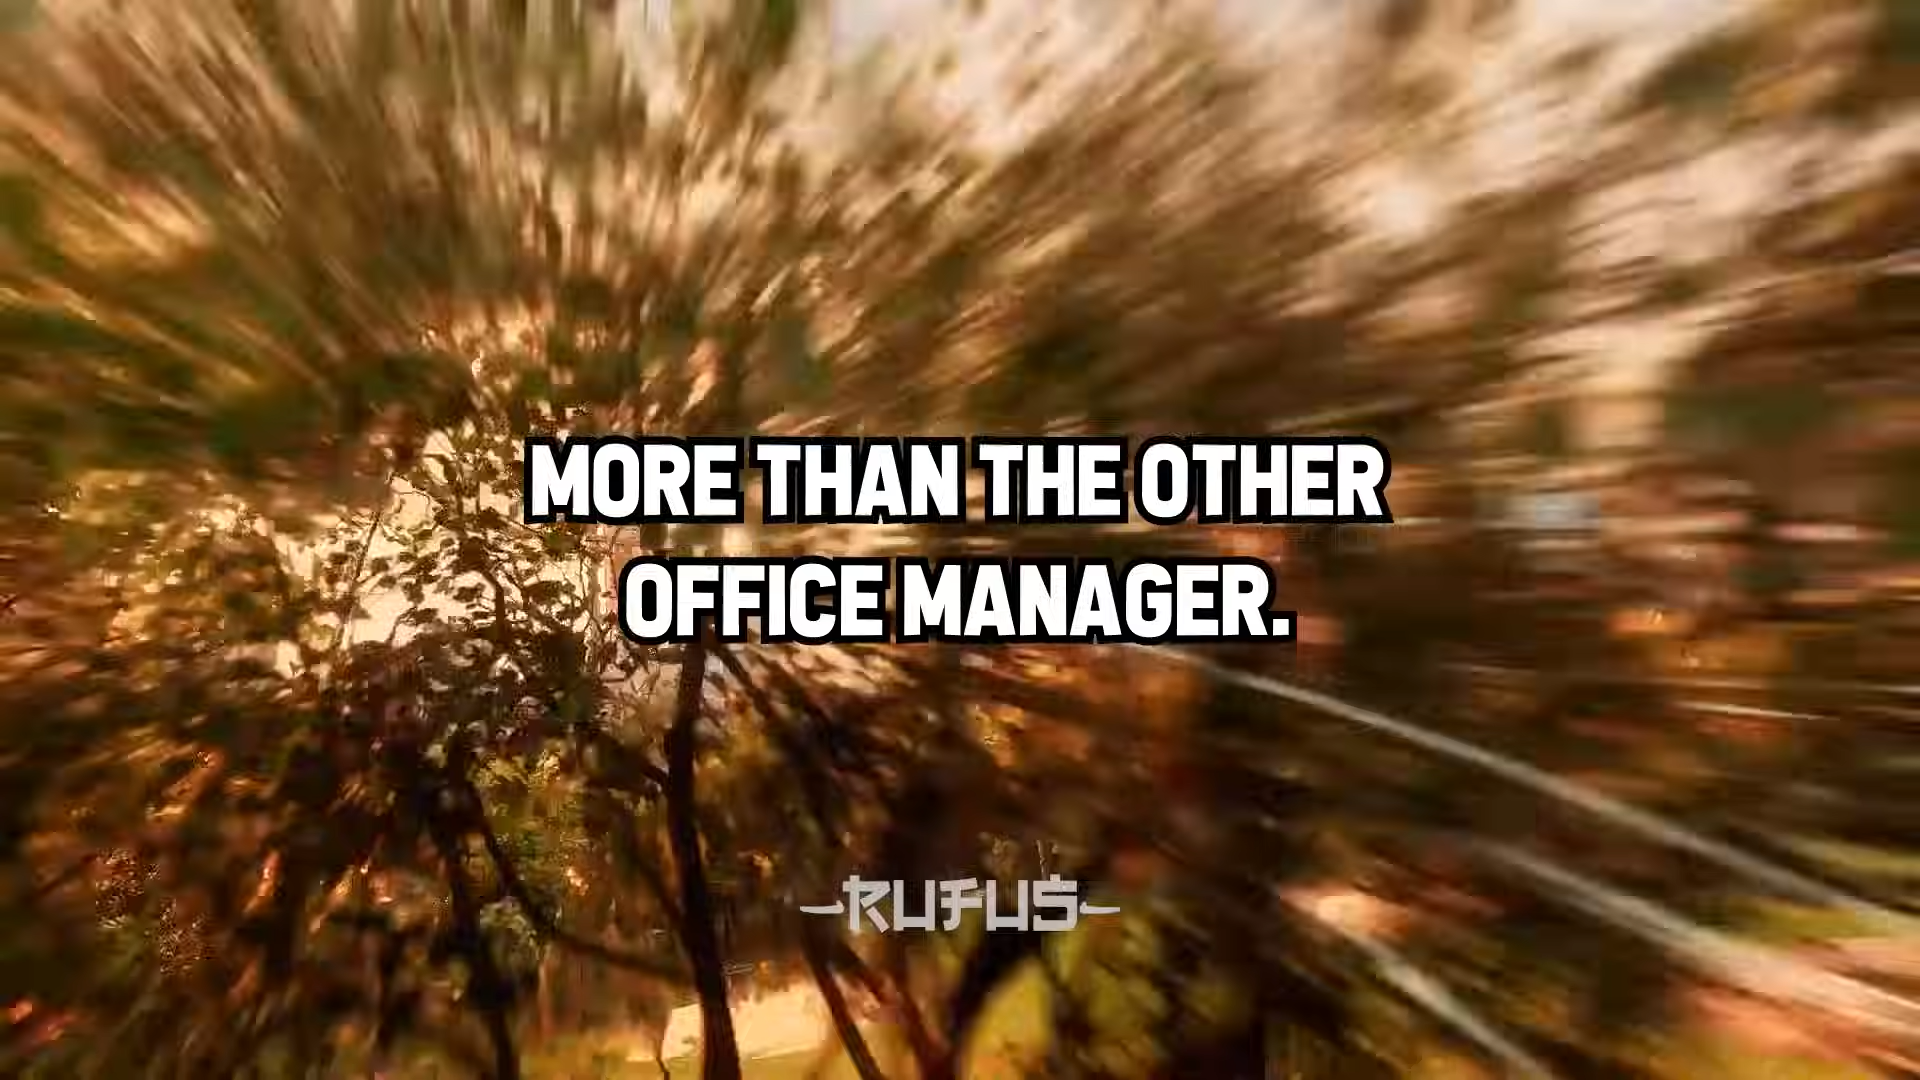 MORE THAN THE OTHER
OFFICE MANAGER.
-RUFUS-